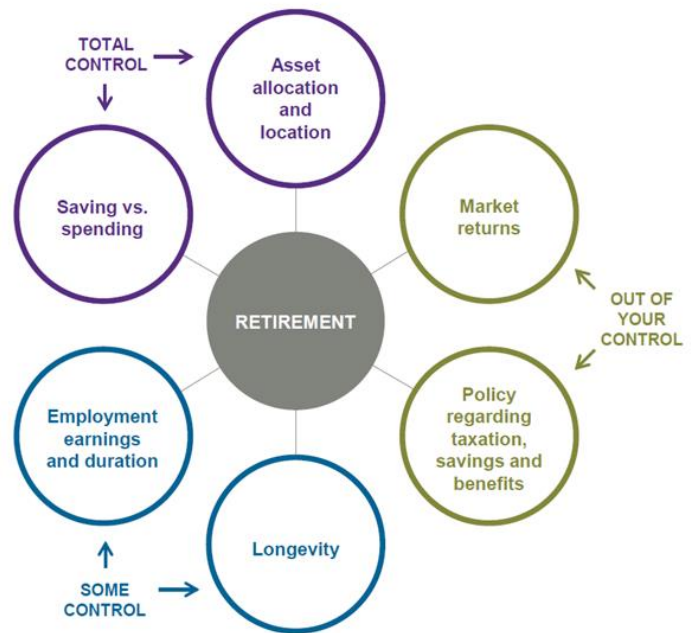 TOTAL
CONTROL
Asset
allocation
and
location
Saving vs.
spending
Market
returns
OUT OF
YOUR
CONTROL
RETIREMENT
Employment
earnings
and duration
Policy
regarding
taxation,
savings and
benefits
Longevity
SOME
CONTROL